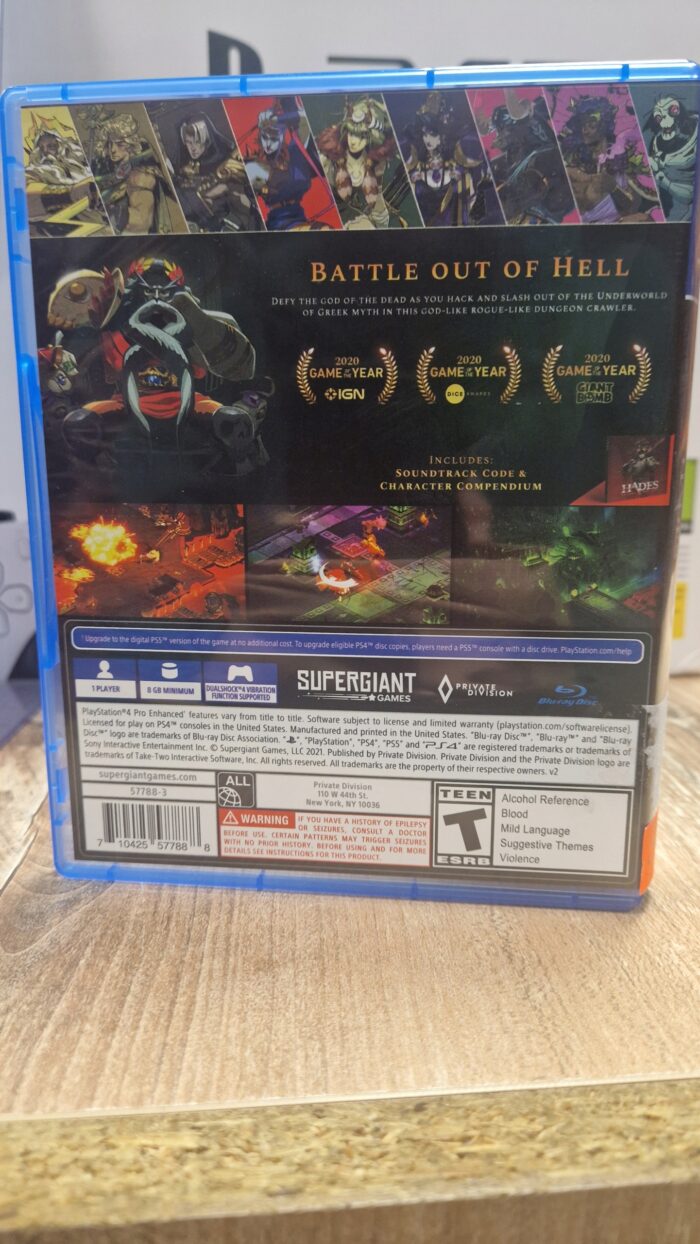 BATTLE OUT OF HELL
DEFY THE GOD OF THE DEAD AS YOU HACK AND SLASH OUT OF THE UNDERWORLD
OF GREEK MYTH IN THIS GOD-LIKE ROGUE-LIKE DUNGEON CRAWLER.
2020
GAME OF THE YEAR
IGN
2020
GAME OF THE YEAR
DICE AWARDS
2020
GAME OF THE YEAR
GIANT
BOMB
INCLUDES:
SOUNDTRACK CODE &
CHARACTER COMPENDIUM
HADES
Upgrade to the digital PS5™ version of the game at no additional cost. To upgrade eligible PS4™ disc copies, players need a PS5™ console with a disc drive. PlayStation.com/help
1 PLAYER
8 GB MINIMUM
DUALSHOCK®4 VIBRATION
FUNCTION SUPPORTED
SUPERGIANT
GAMES
PRIVATE
DIVISION
Blu-ray Disc
PlayStation®4 Pro Enhanced' features vary from title to title. Software subject to license and limited warranty (playstation.com/softwarelicense).
Licensed for play on PS4™ consoles in the United States. Manufactured and printed in the United States. "Blu-ray Disc™", "Blu-ray™" and "Blu-ray
Disc™" logo are trademarks of Blu-ray Disc Association. "PlayStation", "PS4", "PS5" and "PS4" are registered trademarks or trademarks of
Sony Interactive Entertainment Inc. © Supergiant Games, LLC 2021. Published by Private Division. Private Division and the Private Division logo are
trademarks of Take-Two Interactive Software, Inc. All rights reserved. All trademarks are the property of their respective owners. v2
supergiantgames.com
57788-3
7 10425 57788 8
ALL
Private Division
110 W 44th St.
New York, NY 10036
WARNING IF YOU HAVE A HISTORY OF EPILEPSY
OR SEIZURES, CONSULT A DOCTOR
BEFORE USE. CERTAIN PATTERNS MAY TRIGGER SEIZURES
WITH NO PRIOR HISTORY. BEFORE USING AND FOR MORE
DETAILS SEE INSTRUCTIONS FOR THIS PRODUCT.
TEEN
T
ESRB
Alcohol Reference
Blood
Mild Language
Suggestive Themes
Violence